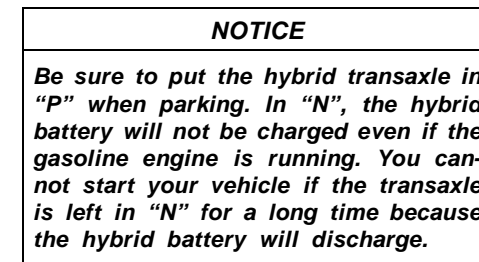 NOTICE
Be sure to put the hybrid transaxle in
“P” when parking. In “N”, the hybrid
battery will not be charged even if the
gasoline engine is running. You can-
not start your vehicle if the transaxle
is left in “N” for a long time because
the hybrid battery will discharge.